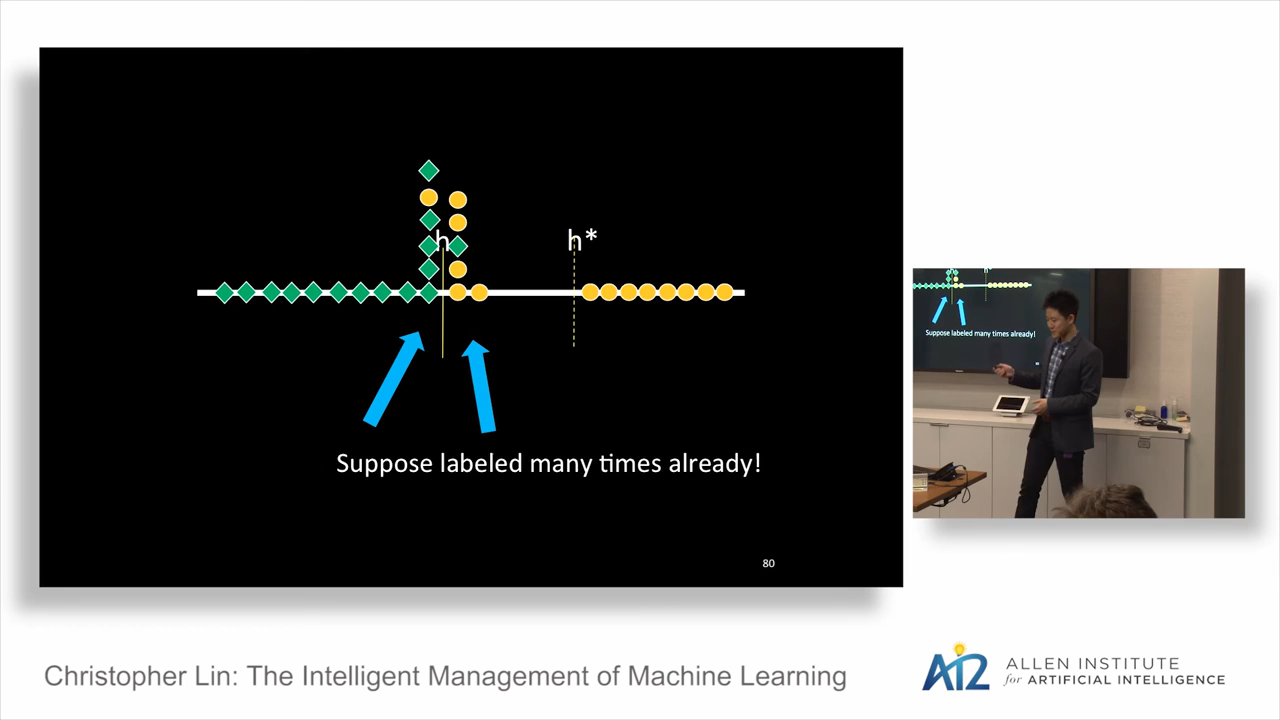 h
h*
Suppose labeled many times already!
80
Suppose labeled many times already!
Christopher Lin: The Intelligent Management of Machine Learning
AI2
ALLEN INSTITUTE
for ARTIFICIAL INTELLIGENCE